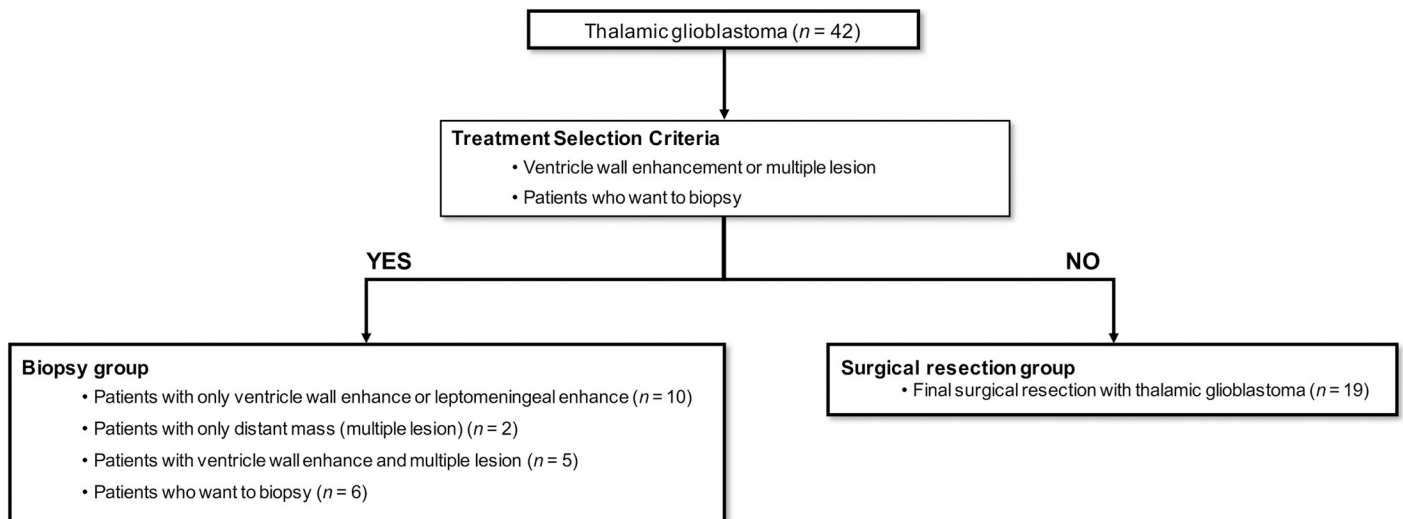 Thalamic glioblastoma (n = 42)
Treatment Selection Criteria
• Ventricle wall enhancement or multiple lesion
• Patients who want to biopsy
YES
NO
Biopsy group
• Patients with only ventricle wall enhance or leptomeningeal enhance (n = 10)
• Patients with only distant mass (multiple lesion) (n = 2)
• Patients with ventricle wall enhance and multiple lesion (n = 5)
• Patients who want to biopsy (n = 6)
Surgical resection group
• Final surgical resection with thalamic glioblastoma (n = 19)